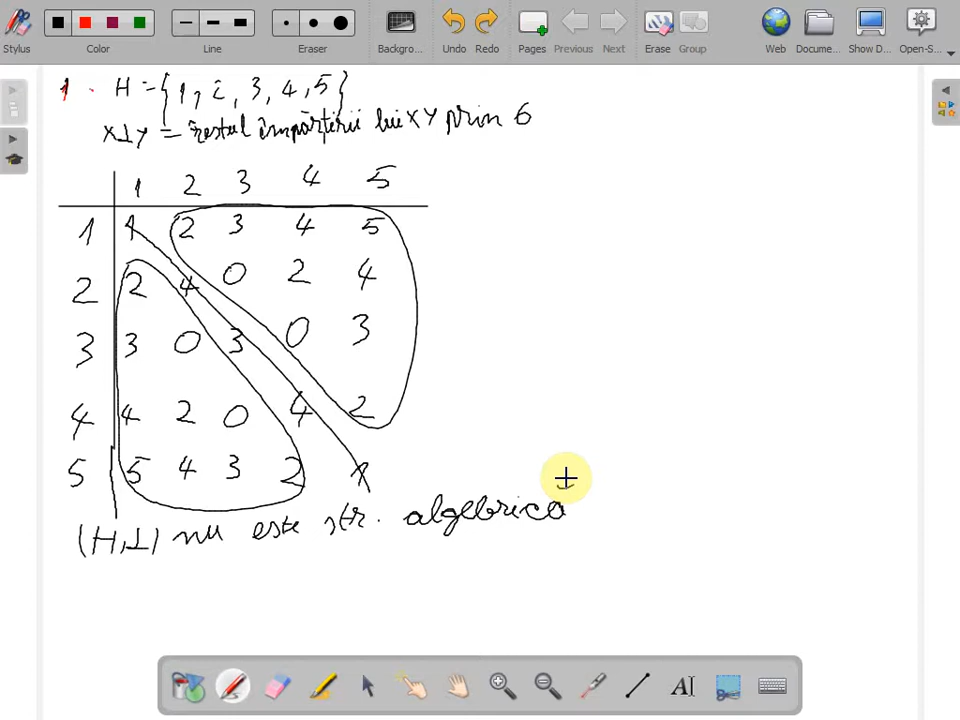 Stylus Color Line Eraser Backgro... Undo Redo Pages Previous Next Erase Group Web Docume... Show D... Open-S...
1. H = {1, 2, 3, 4, 5}
x⊥y = restul împărțirii lui XY prin 6
1 2 3 4 5
1 1 2 3 4 5
2 2 4 0 2 4
3 3 0 3 0 3
4 4 2 0 4 2
5 5 4 3 2 1
(H,⊥) nu este str. algebrică